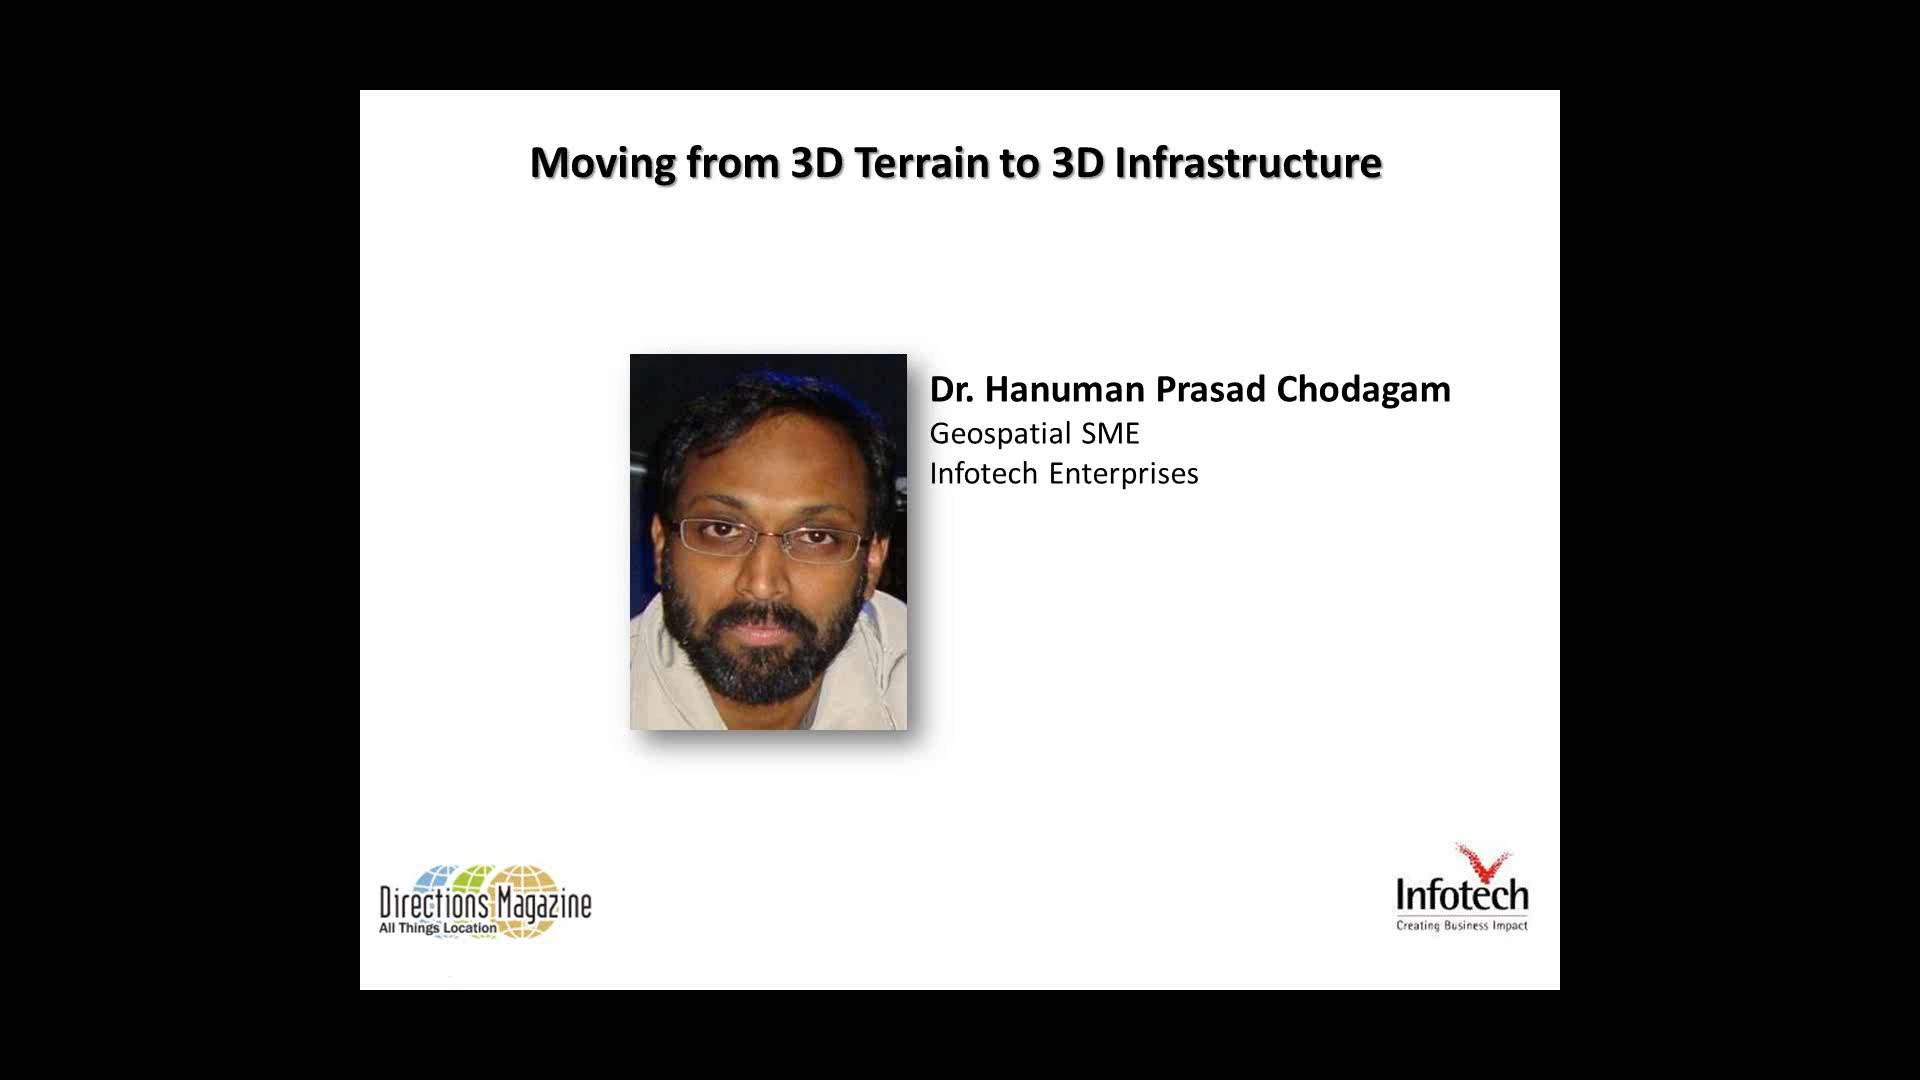 Moving from 3D Terrain to 3D Infrastructure
Dr. Hanuman Prasad Chodagam
Geospatial SME
Infotech Enterprises
Directions Magazine
All Things Location
Infotech
Creating Business Impact